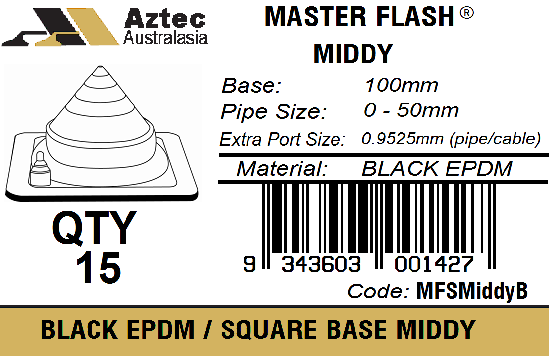 Aztec
Australasia
MASTER FLASH®
MIDDY
Base: 100mm
Pipe Size: 0 - 50mm
Extra Port Size: 0.9525mm (pipe/cable)
Material: BLACK EPDM
QTY
15
9 343603 001427
Code: MFSMiddyB
BLACK EPDM / SQUARE BASE MIDDY